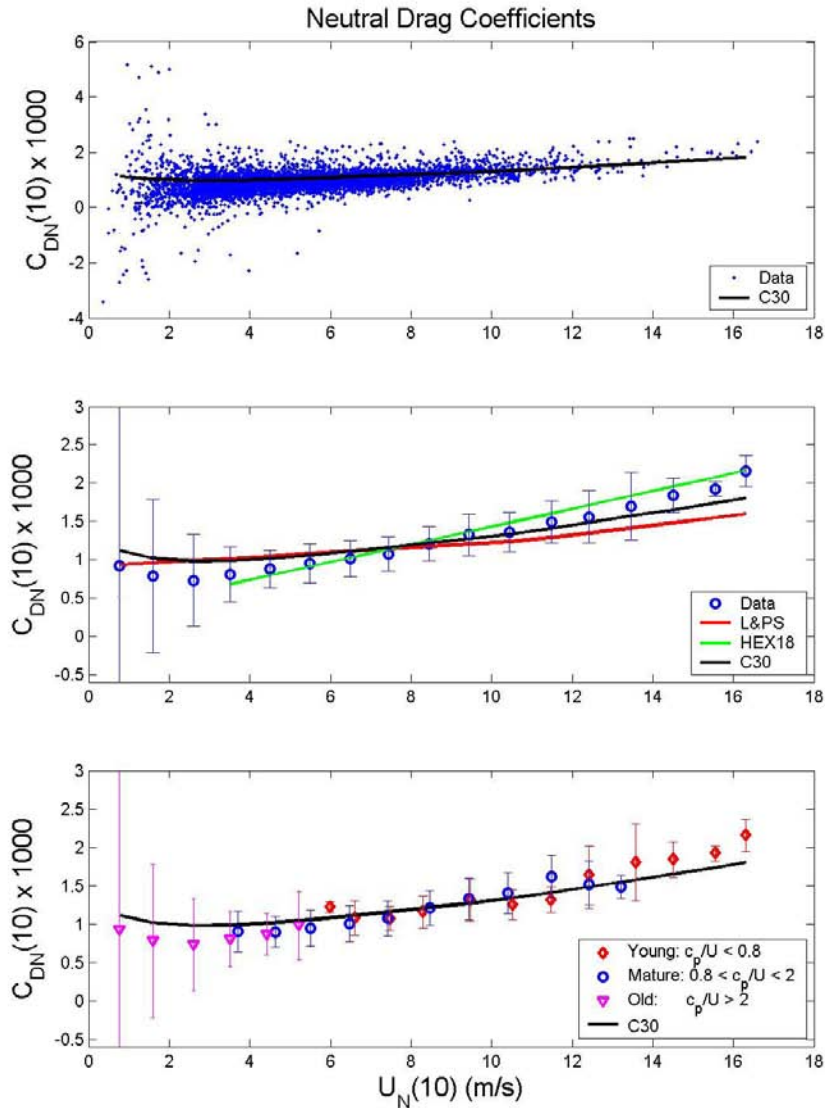 Neutral Drag Coefficients
6
4
2
0
-2
-4
C_DN(10) x 1000
0 2 4 6 8 10 12 14 16 18
Data
C30
3
2.5
2
1.5
1
0.5
0
-0.5
C_DN(10) x 1000
0 2 4 6 8 10 12 14 16 18
Data
L&PS
HEX18
C30
3
2.5
2
1.5
1
0.5
0
-0.5
C_DN(10) x 1000
0 2 4 6 8 10 12 14 16 18
Young: c_p/U < 0.8
Mature: 0.8 < c_p/U < 2
Old: c_p/U > 2
C30
U_N(10) (m/s)